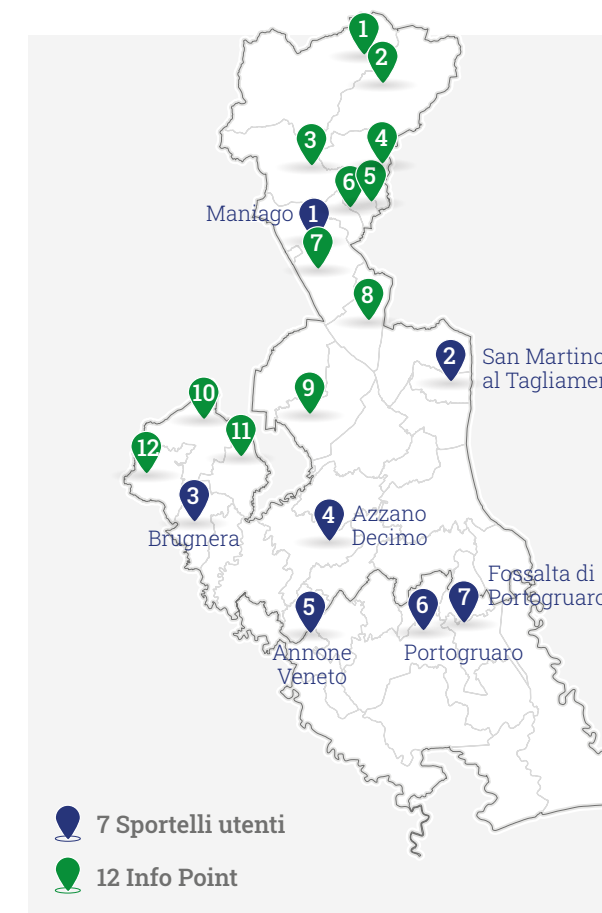 1
2
3
4
6 5
Maniago 1
7
8
2 San Martino
al Tagliamen
9
10
11
12
3
Brugnera
4 Azzano
Decimo
Fossalta di
Portogruaro
5
6
7
Annone
Veneto
Portogruaro
7 Sportelli utenti
12 Info Point